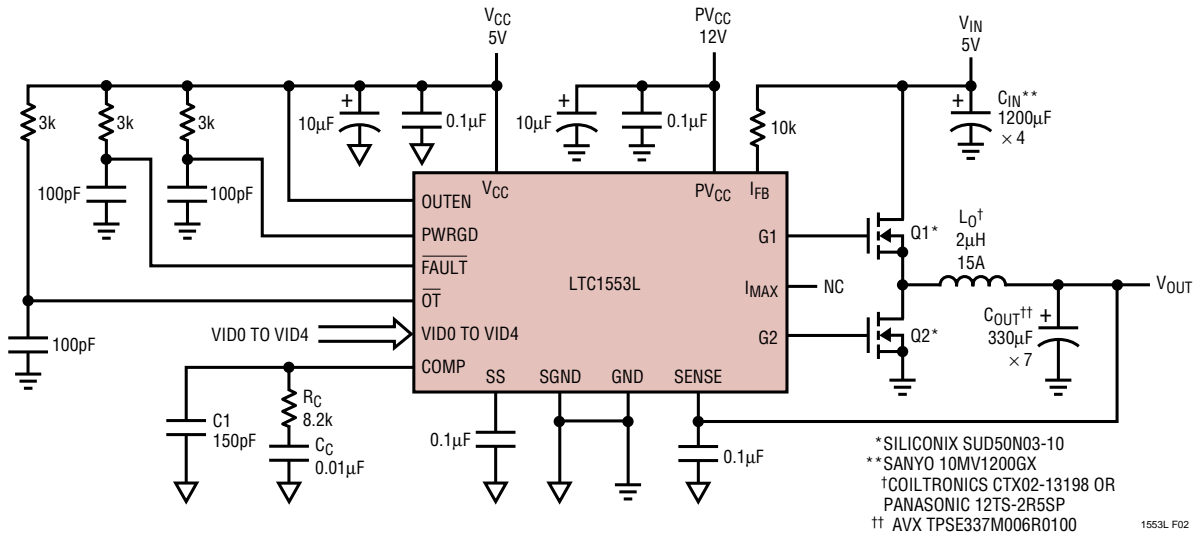 VCC
5V
PVCC
12V
VIN
5V
3k
3k
3k
+
10µF
0.1µF
+
10µF
0.1µF
10k
+
CIN**
1200µF
× 4
100pF
100pF
VCC
PVCC
IFB
OUTEN
PWRGD
FAULT
OT
VID0 TO VID4
VID0 TO VID4
COMP
LTC1553L
G1
IMAX
NC
G2
Q1*
Q2*
LO†
2µH
15A
VOUT
COUT††
+
330µF
× 7
100pF
SS
SGND
GND
SENSE
C1
150pF
RC
8.2k
CC
0.01µF
0.1µF
0.1µF
*SILICONIX SUD50N03-10
**SANYO 10MV1200GX
†COILTRONICS CTX02-13198 OR
PANASONIC 12TS-2R5SP
†† AVX TPSE337M006R0100
1553L F02